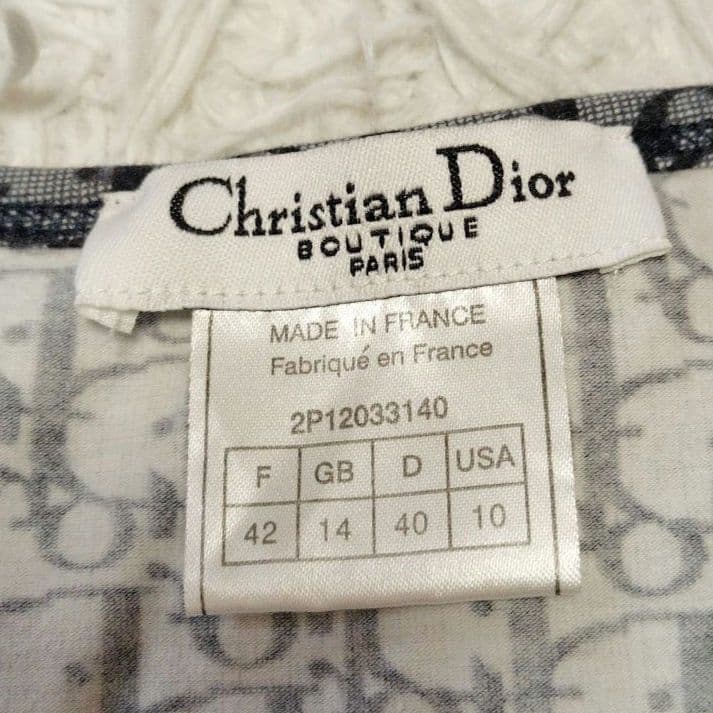 Christian Dior
BOUTIQUE
PARIS
MADE IN FRANCE
Fabriqué en France
2P12033140
F GB D USA
42 14 40 10